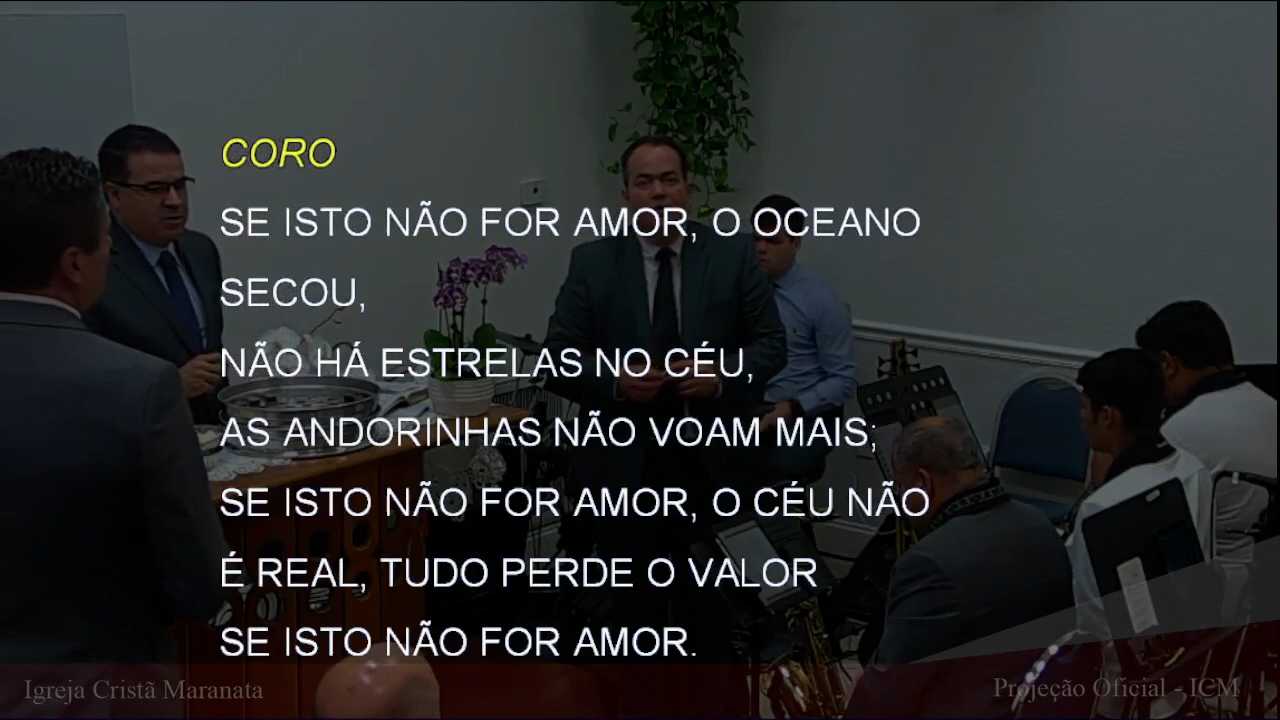 CORO
SE ISTO NÃO FOR AMOR, O OCEANO
SECOU,
NÃO HÁ ESTRELAS NO CÉU,
AS ANDORINHAS NÃO VOAM MAIS;
SE ISTO NÃO FOR AMOR, O CÉU NÃO
É REAL, TUDO PERDE O VALOR
SE ISTO NÃO FOR AMOR.
Igreja Cristã Maranata
Projeção Oficial - ICM